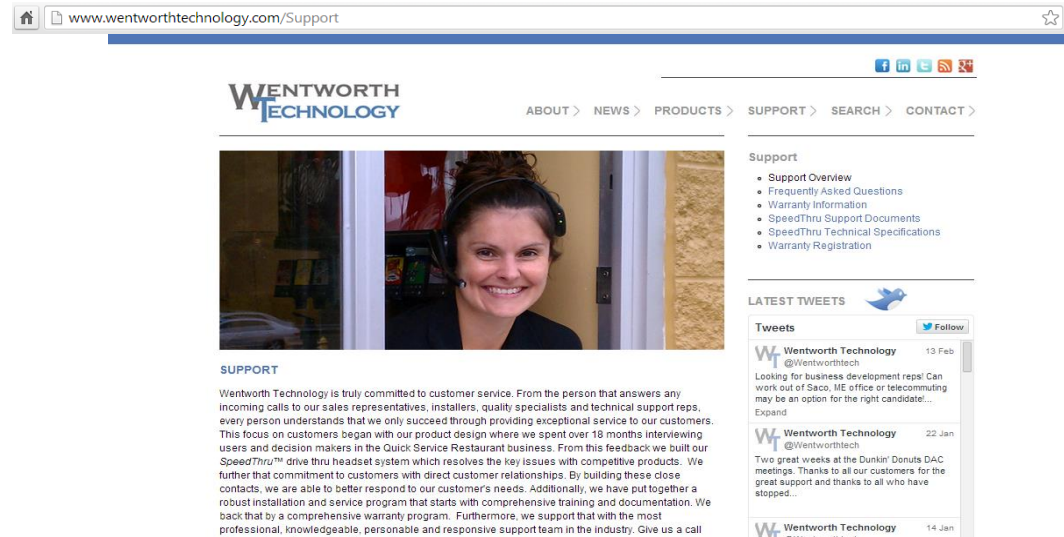 www.wentworthtechnology.com/Support
WENTWORTH
TECHNOLOGY
ABOUT > NEWS > PRODUCTS > SUPPORT > SEARCH > CONTACT >
Support
Support Overview
Frequently Asked Questions
Warranty Information
SpeedThru Support Documents
SpeedThru Technical Specifications
Warranty Registration
LATEST TWEETS
Tweets
Follow
Wentworth Technology 13 Feb
@Wentworthtech
Looking for business development reps! Can
work out of Saco, ME office or telecommuting
may be an option for the right candidate!...
Expand
Wentworth Technology 22 Jan
@Wentworthtech
Two great weeks at the Dunkin' Donuts DAC
meetings. Thanks to all our customers for the
great support and thanks to all who have
stopped...
Wentworth Technology 14 Jan
SUPPORT
Wentworth Technology is truly committed to customer service. From the person that answers any
incoming calls to our sales representatives, installers, quality specialists and technical support reps,
every person understands that we only succeed through providing exceptional service to our customers.
This focus on customers began with our product design where we spent over 18 months interviewing
users and decision makers in the Quick Service Restaurant business. From this feedback we built our
SpeedThru™ drive thru headset system which resolves the key issues with competitive products. We
further that commitment to customers with direct customer relationships. By building these close
contacts, we are able to better respond to our customer's needs. Additionally, we have put together a
robust installation and service program that starts with comprehensive training and documentation. We
back that by a comprehensive warranty program. Furthermore, we support that with the most
professional, knowledgeable, personable and responsive support team in the industry. Give us a call